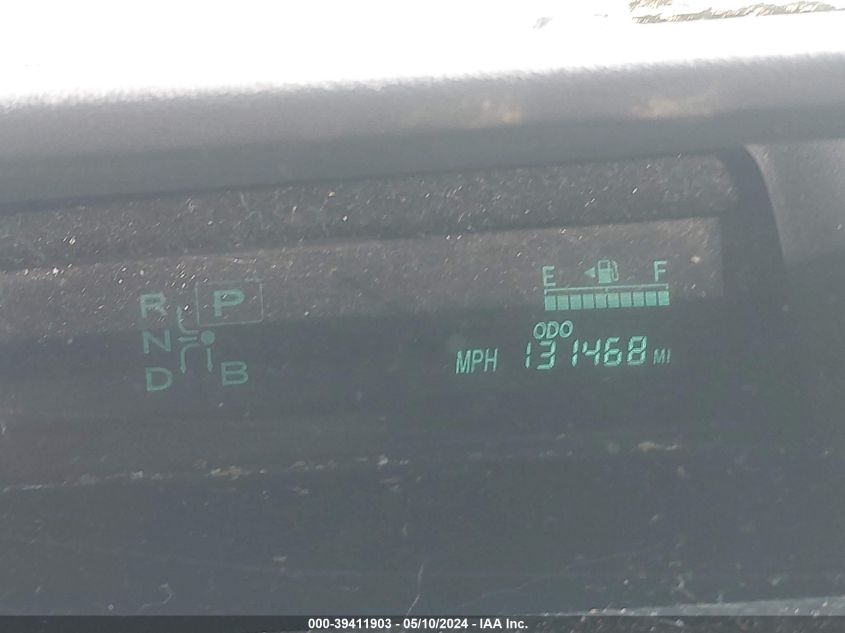 E F
R P
ODO
N
MPH 131468 MI
D B
000-39411903 - 05/10/2024 - IAA Inc.